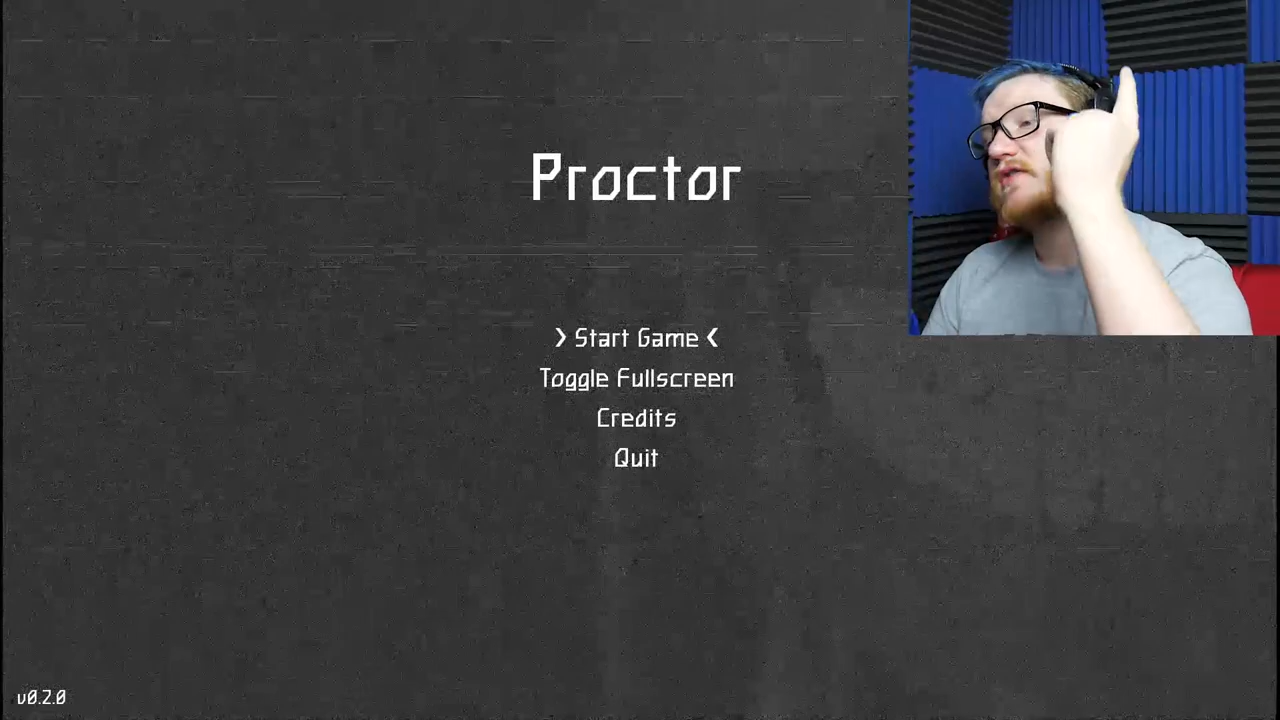 Proctor
❯ Start Game ❮
Toggle Fullscreen
Credits
Quit
v0.2.0